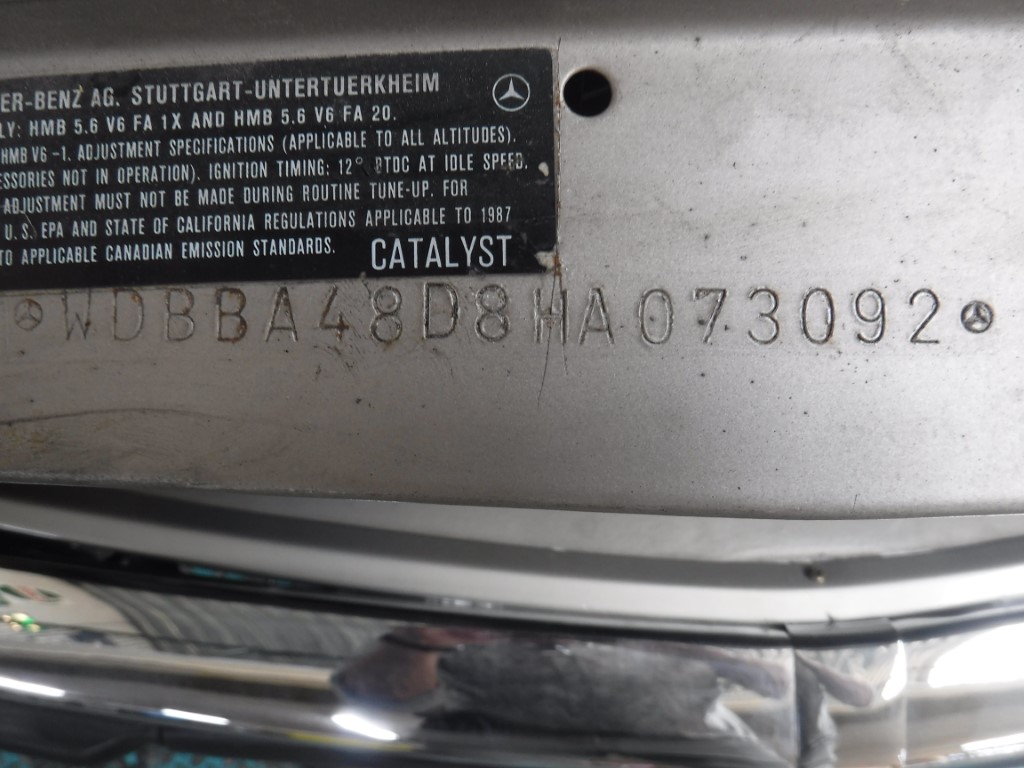 ER-BENZ AG. STUTTGART-UNTERTUERKHEIM
LY: HMB 5.6 V6 FA 1X AND HMB 5.6 V6 FA 20.
HMB V6 -1. ADJUSTMENT SPECIFICATIONS (APPLICABLE TO ALL ALTITUDES).
ESSORIES NOT IN OPERATION). IGNITION TIMING: 12° BTDC AT IDLE SPEED.
ADJUSTMENT MUST NOT BE MADE DURING ROUTINE TUNE-UP. FOR
U.S. EPA AND STATE OF CALIFORNIA REGULATIONS APPLICABLE TO 1987
TO APPLICABLE CANADIAN EMISSION STANDARDS.
CATALYST
WDBBA48D8HA073092